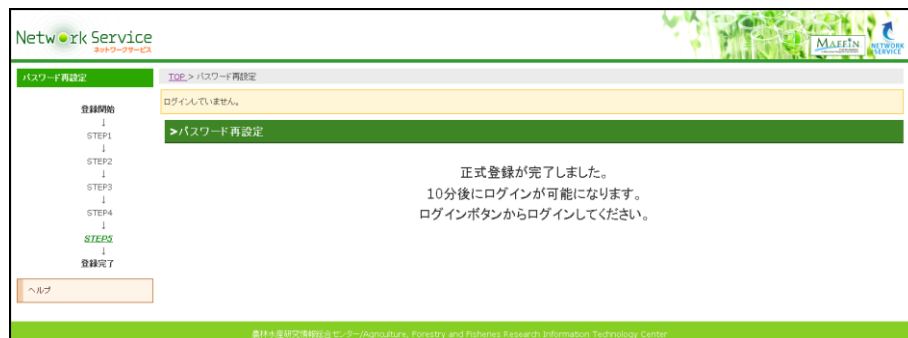 Network Service
ネットワークサービス
MAFFIN
NETWORK
SERVICE
パスワード再設定
TOP > パスワード再設定
ログインしていません。
>パスワード再設定
登録開始
↓
STEP1
↓
STEP2
↓
STEP3
↓
STEP4
↓
STEP5
↓
登録完了
正式登録が完了しました。
10分後にログインが可能になります。
ログインボタンからログインしてください。
ヘルプ
農林水産研究情報総合センター/Agriculture, Forestry and Fisheries Research Information Technology Center